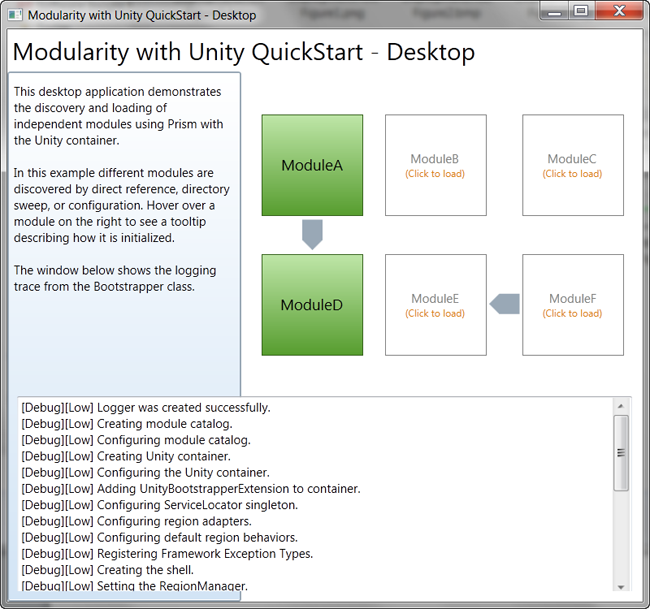 Modularity with Unity QuickStart - Desktop
Modularity with Unity QuickStart - Desktop
This desktop application demonstrates
the discovery and loading of
independent modules using Prism with
the Unity container.
In this example different modules are
discovered by direct reference, directory
sweep, or configuration. Hover over a
module on the right to see a tooltip
describing how it is initialized.
The window below shows the logging
trace from the Bootstrapper class.
ModuleA
ModuleB
(Click to load)
ModuleC
(Click to load)
ModuleD
ModuleE
(Click to load)
ModuleF
(Click to load)
[Debug][Low] Logger was created successfully.
[Debug][Low] Creating module catalog.
[Debug][Low] Configuring module catalog.
[Debug][Low] Creating Unity container.
[Debug][Low] Configuring the Unity container.
[Debug][Low] Adding UnityBootstrapperExtension to container.
[Debug][Low] Configuring ServiceLocator singleton.
[Debug][Low] Configuring region adapters.
[Debug][Low] Configuring default region behaviors.
[Debug][Low] Registering Framework Exception Types.
[Debug][Low] Creating the shell.
[Debug][Low] Setting the RegionManager.